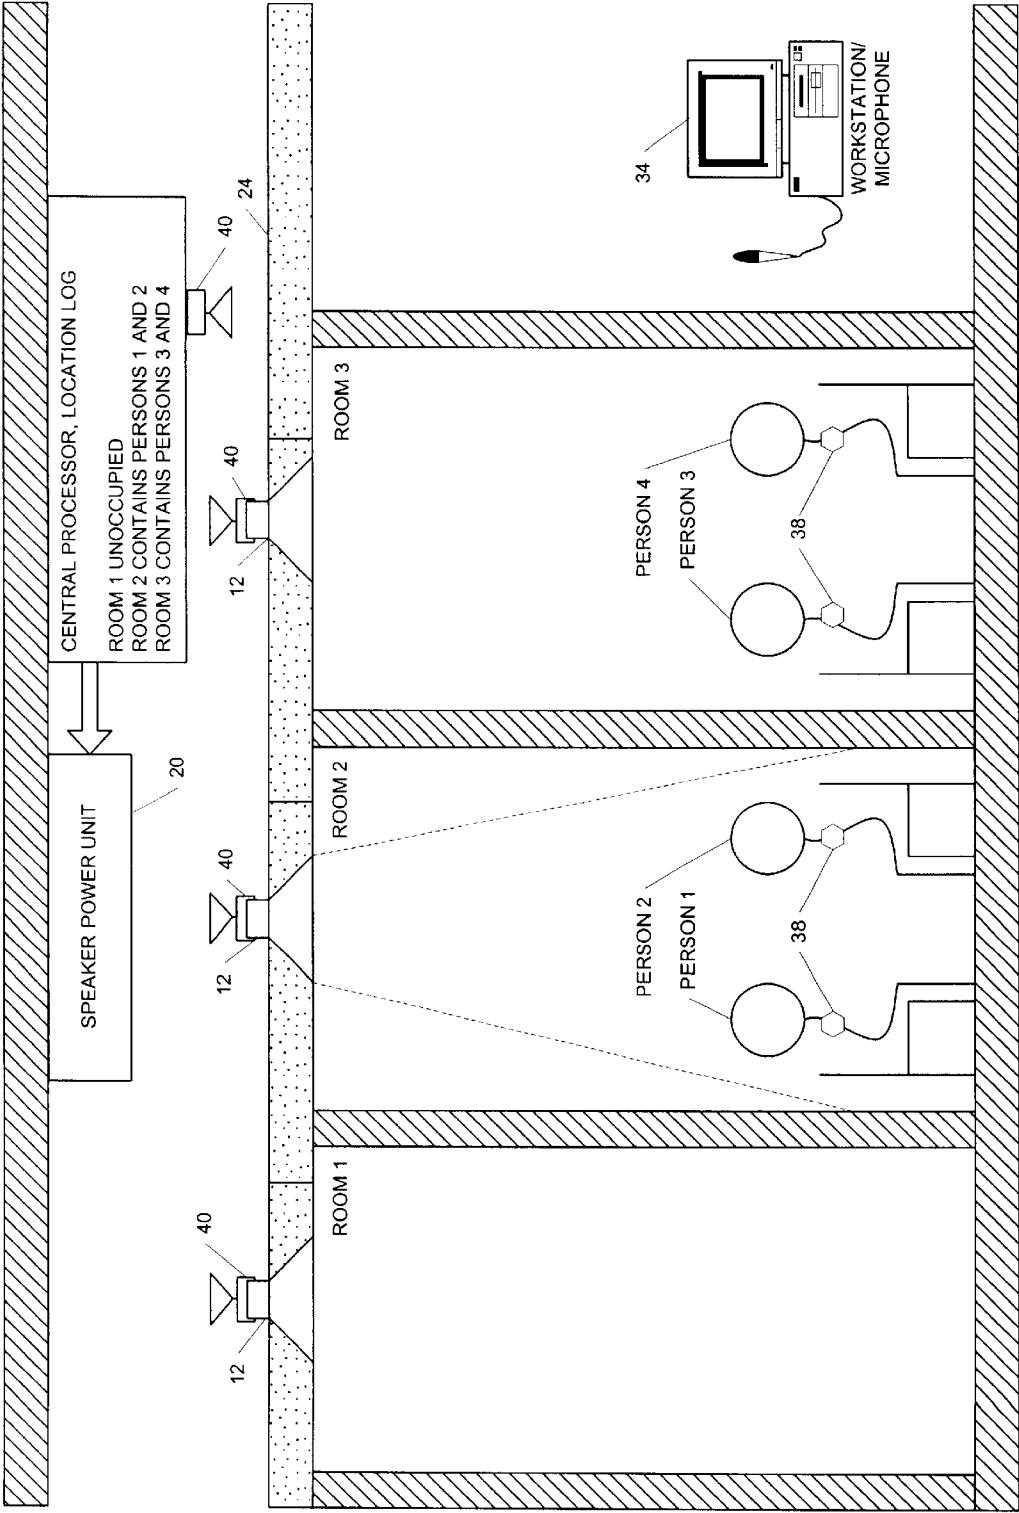 SPEAKER POWER UNIT
20
CENTRAL PROCESSOR, LOCATION LOG
ROOM 1 UNOCCUPIED
ROOM 2 CONTAINS PERSONS 1 AND 2
ROOM 3 CONTAINS PERSONS 3 AND 4
40
24
40
12
40
12
40
12
ROOM 1
ROOM 2
ROOM 3
PERSON 2
PERSON 1
38
PERSON 4
PERSON 3
38
34
WORKSTATION/
MICROPHONE